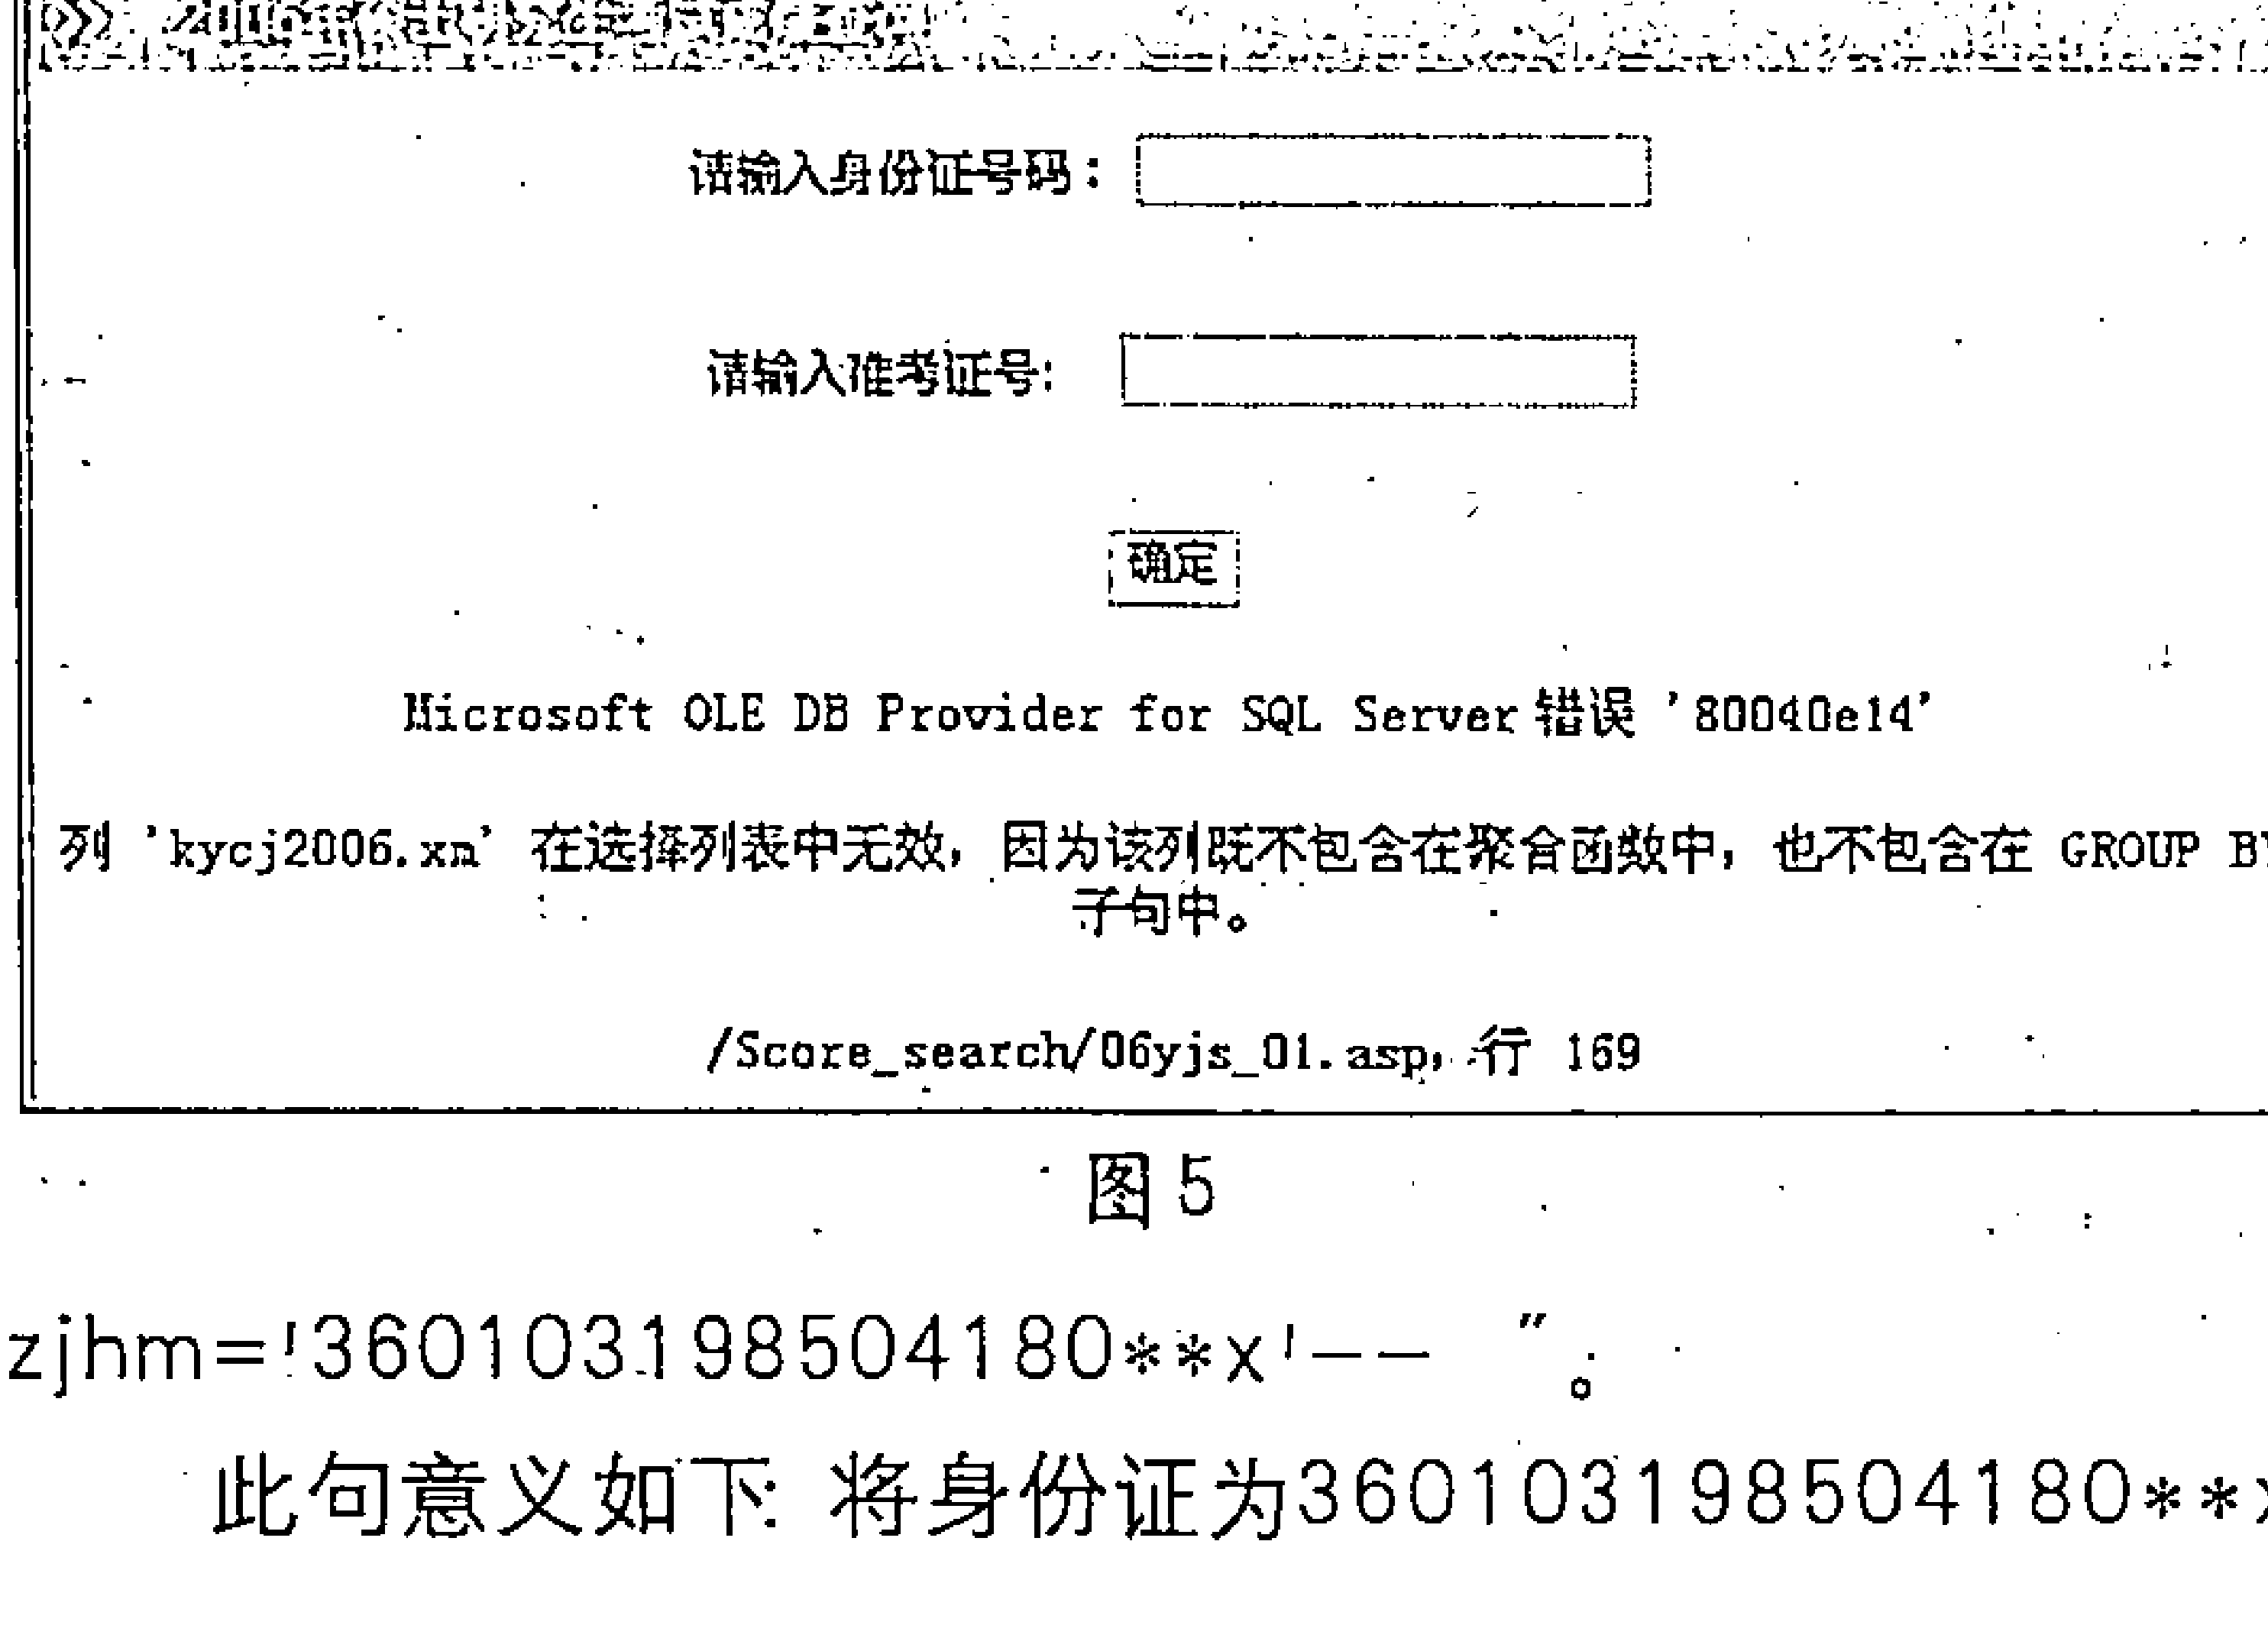 请输入身份证号码：
请输入准考证号:
确定
Microsoft OLE DB Provider for SQL Server 错误 '80040e14'
列 'kycj2006.xm' 在选择列表中无效，因为该列既不包含在聚合函数中，也不包含在 GROUP BY
子句中。
/Score_search/06yjs_01.asp，行 169
图 5
zjhm='360103198504180**x'-- ”。
此句意义如下: 将身份证为360103198504180**x